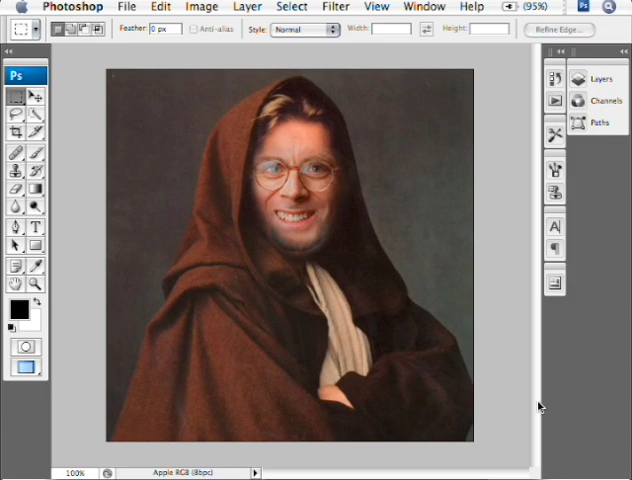 Photoshop File Edit Image Layer Select Filter View Window Help (95%) Ps
Feather: 0 px Anti-alias Style: Normal Width: Height: Refine Edge...
Ps
Layers
Channels
Paths
T
A
100% Apple RGB (8bpc)